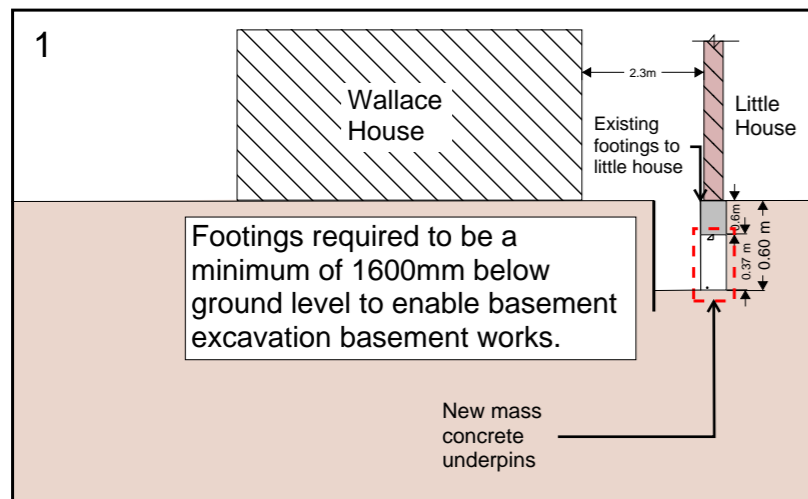 1
Wallace
House
2.3m
Little
House
Existing
footings to
little house
0.6m
0.37 m
0.60 m
Footings required to be a
minimum of 1600mm below
ground level to enable basement
excavation basement works.
New mass
concrete
underpins